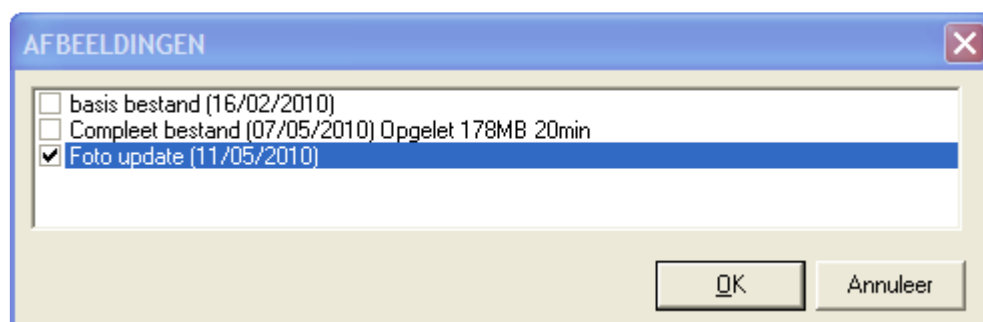 AFBEELDINGEN
basis bestand (16/02/2010)
Compleet bestand (07/05/2010) Opgelet 178MB 20min
Foto update (11/05/2010)
OK
Annuleer